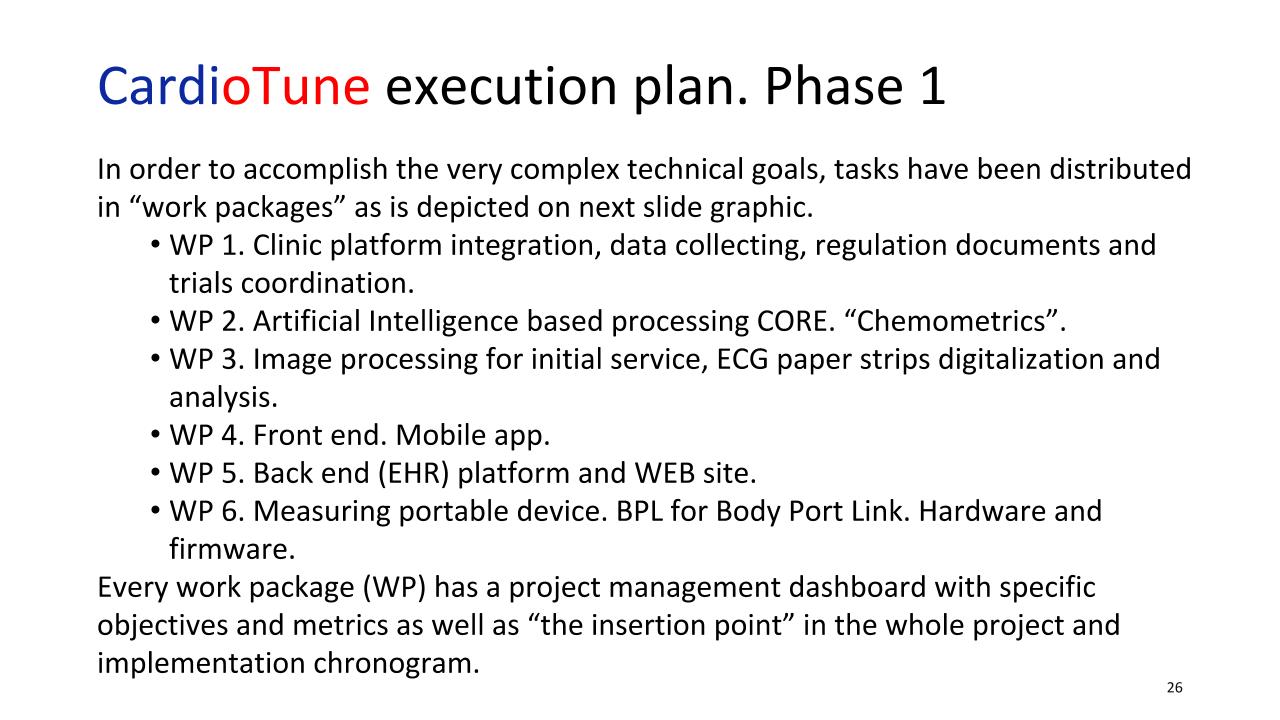 CardioTune execution plan. Phase 1
In order to accomplish the very complex technical goals, tasks have been distributed
in “work packages” as is depicted on next slide graphic.
• WP 1. Clinic platform integration, data collecting, regulation documents and
trials coordination.
• WP 2. Artificial Intelligence based processing CORE. “Chemometrics”.
• WP 3. Image processing for initial service, ECG paper strips digitalization and
analysis.
• WP 4. Front end. Mobile app.
• WP 5. Back end (EHR) platform and WEB site.
• WP 6. Measuring portable device. BPL for Body Port Link. Hardware and
firmware.
Every work package (WP) has a project management dashboard with specific
objectives and metrics as well as “the insertion point” in the whole project and
implementation chronogram.
26